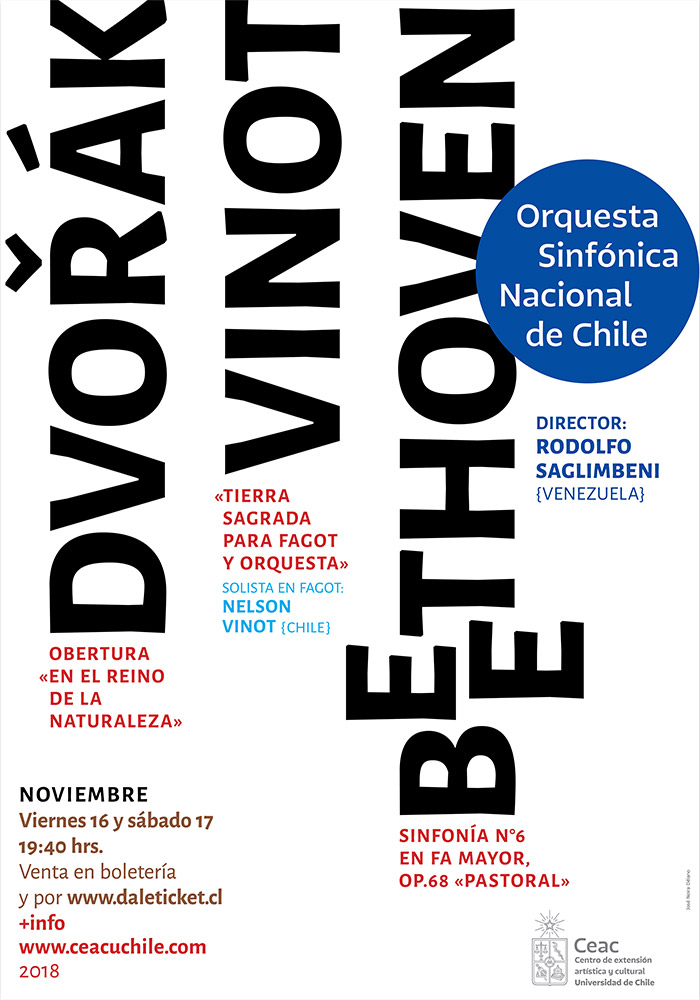 DVOŘÁK
OBERTURA
«EN EL REINO
DE LA
NATURALEZA»
VINOT
«TIERRA
SAGRADA
PARA FAGOT
Y ORQUESTA»
SOLISTA EN FAGOT:
NELSON
VINOT {CHILE}
BEETHOVEN
SINFONÍA N°6
EN FA MAYOR,
OP.68 «PASTORAL»
Orquesta
Sinfónica
Nacional
de Chile
DIRECTOR:
RODOLFO
SAGLIMBENI
{VENEZUELA}
NOVIEMBRE
Viernes 16 y sábado 17
19:40 hrs.
Venta en boletería
y por www.daleticket.cl
+info
www.ceacuchile.com
2018
Ceac
Centro de extensión
artística y cultural
Universidad de Chile